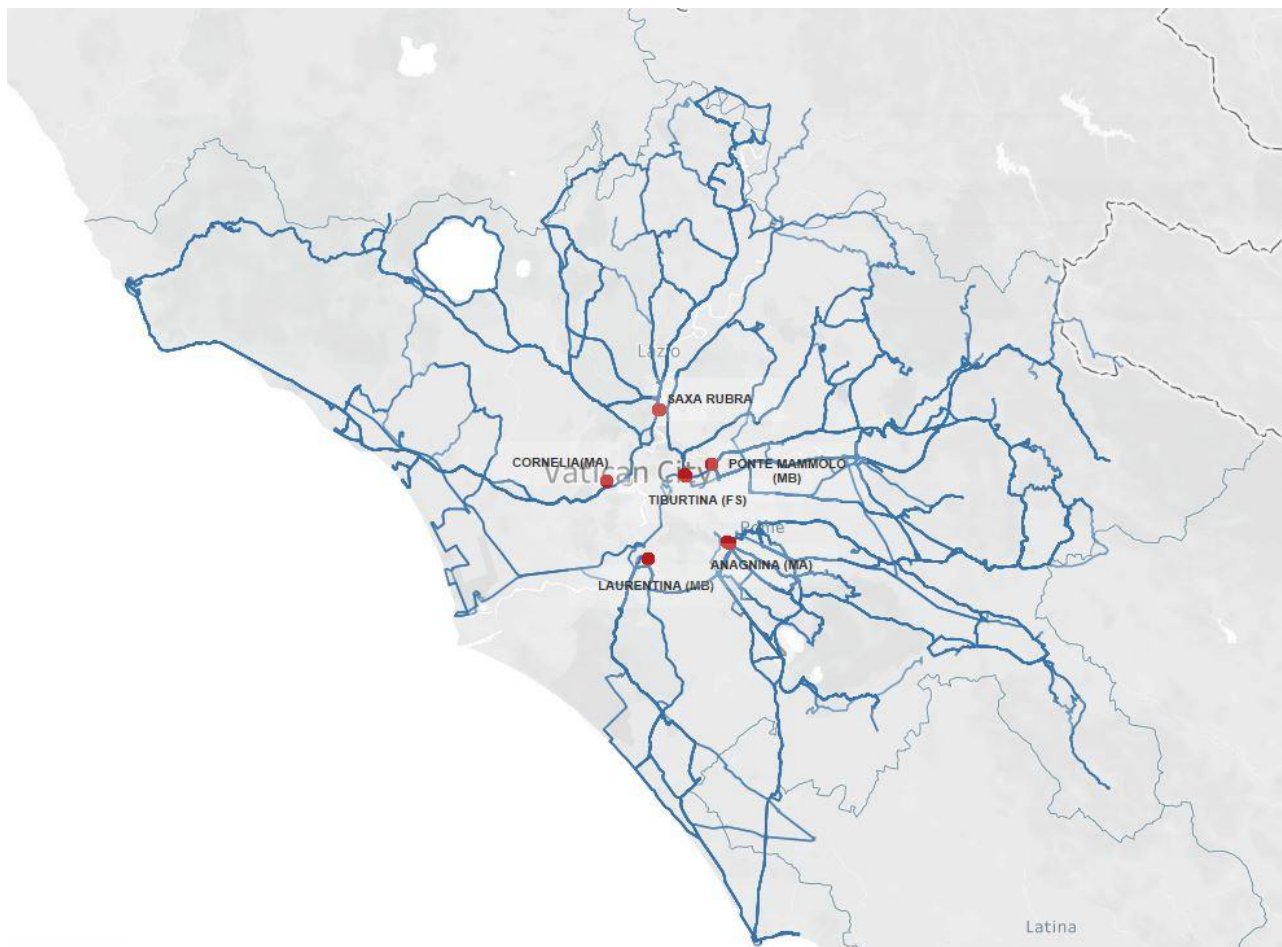 Lazio
SAXA RUBRA
CORNELIA(MA)
Vatican City
PONTE MAMMOLO
(MB)
TIBURTINA (FS)
Rome
ANAGNINA (MA)
LAURENTINA (MB)
Latina